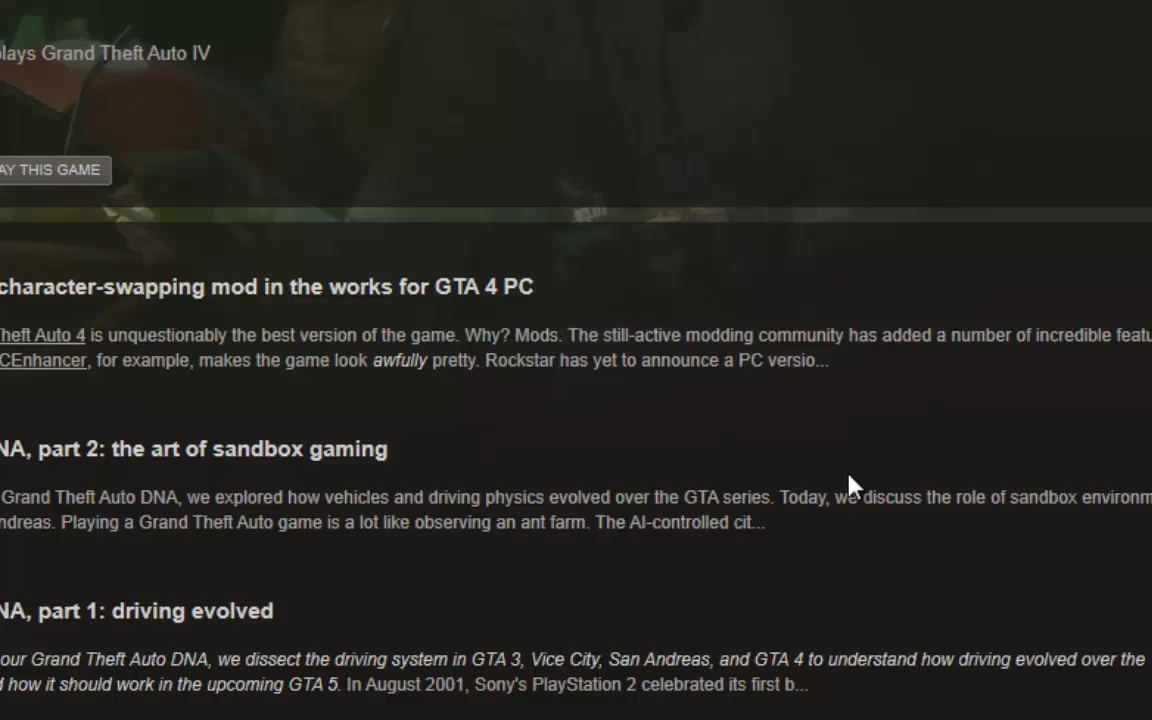 plays Grand Theft Auto IV
AY THIS GAME
character-swapping mod in the works for GTA 4 PC
Theft Auto 4 is unquestionably the best version of the game. Why? Mods. The still-active modding community has added a number of incredible featu
CEnhancer, for example, makes the game look awfully pretty. Rockstar has yet to announce a PC versio...
NA, part 2: the art of sandbox gaming
Grand Theft Auto DNA, we explored how vehicles and driving physics evolved over the GTA series. Today, we discuss the role of sandbox environm
ndreas. Playing a Grand Theft Auto game is a lot like observing an ant farm. The AI-controlled cit...
NA, part 1: driving evolved
our Grand Theft Auto DNA, we dissect the driving system in GTA 3, Vice City, San Andreas, and GTA 4 to understand how driving evolved over the
d how it should work in the upcoming GTA 5. In August 2001, Sony's PlayStation 2 celebrated its first b...